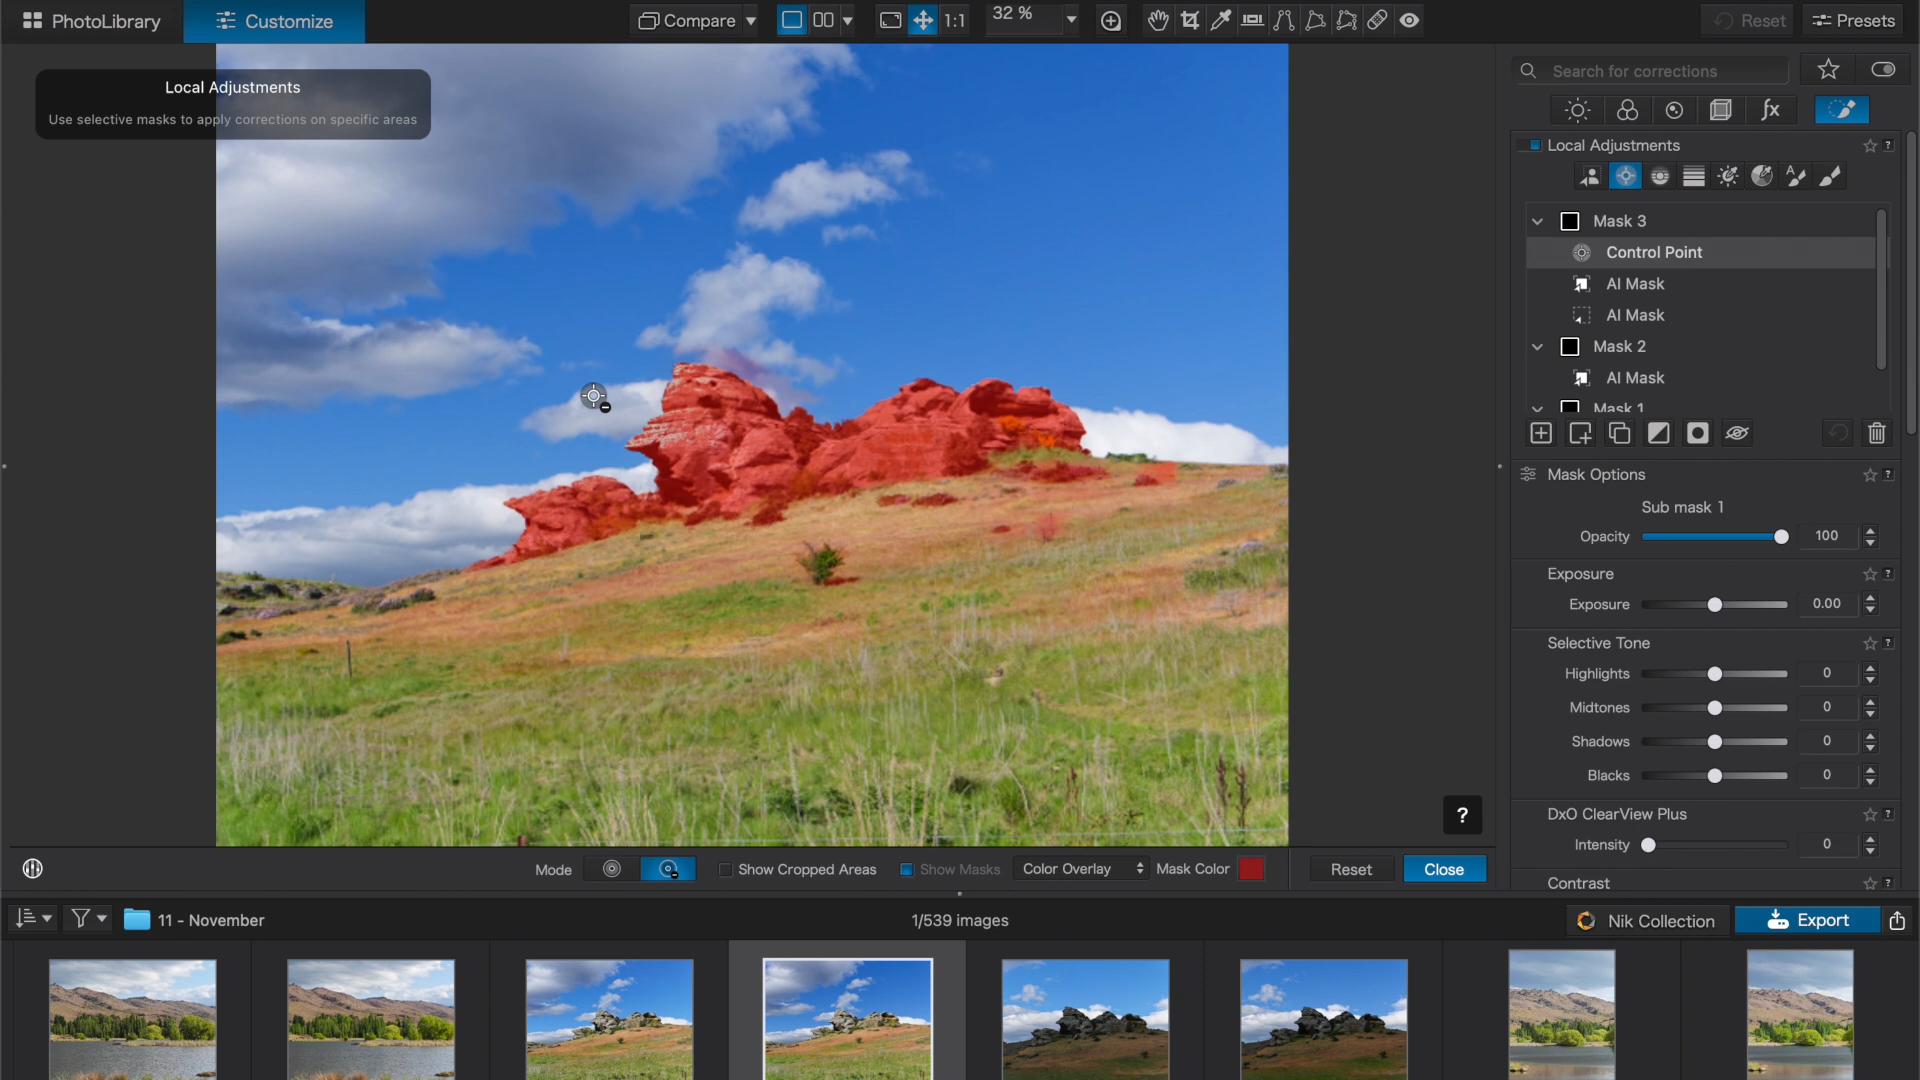 PhotoLibrary
Customize
Compare
1:1
32 %
Reset
Presets
Local Adjustments
Use selective masks to apply corrections on specific areas
Search for corrections
fx
Local Adjustments
?
A
Mask 3
Control Point
AI Mask
AI Mask
Mask 2
AI Mask
Mask 1
Mask Options
?
Sub mask 1
Opacity
100
Exposure
?
Exposure
0.00
Selective Tone
?
Highlights
0
Midtones
0
Shadows
0
Blacks
0
DxO ClearView Plus
?
Intensity
0
Contrast
?
?
Mode
Show Cropped Areas
Show Masks
Color Overlay
Mask Color
Reset
Close
11 - November
1/539 images
Nik Collection
Export